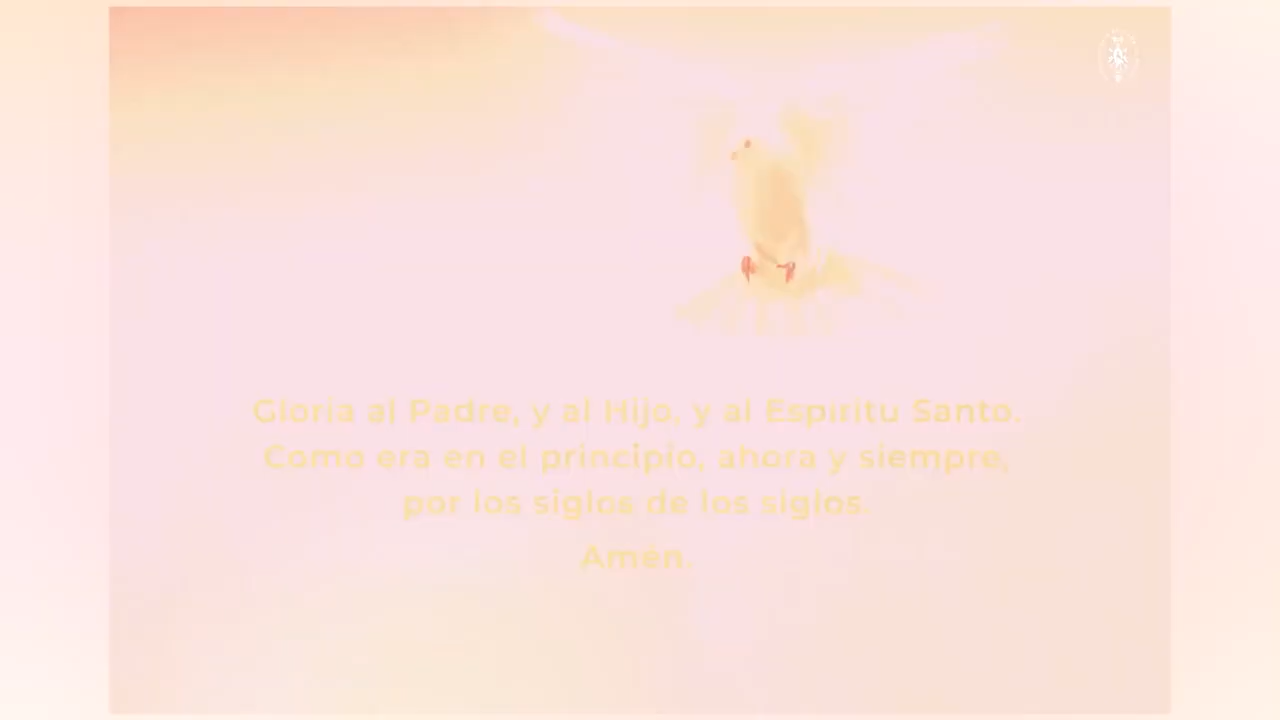 Gloria al Padre, y al Hijo, y al Espíritu Santo.
Como era en el principio, ahora y siempre,
por los siglos de los siglos.
Amén.